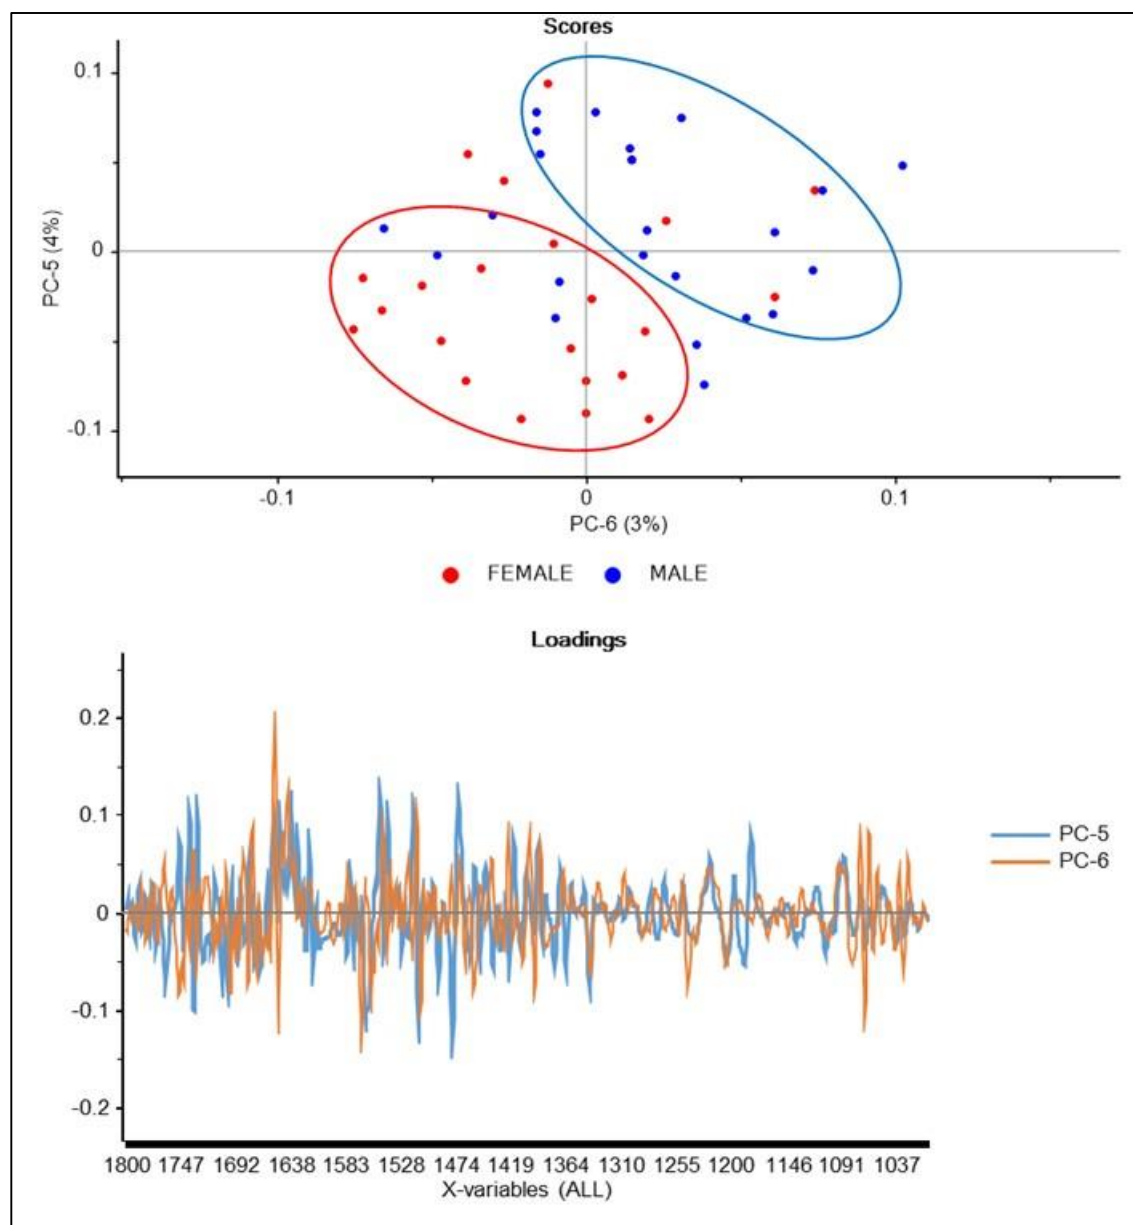 Scores
0.1
0
-0.1
PC-5 (4%)
-0.1 0 0.1
PC-6 (3%)
FEMALE MALE
Loadings
0.2
0.1
0
-0.1
-0.2
PC-5
PC-6
1800 1747 1692 1638 1583 1528 1474 1419 1364 1310 1255 1200 1146 1091 1037
X-variables (ALL)